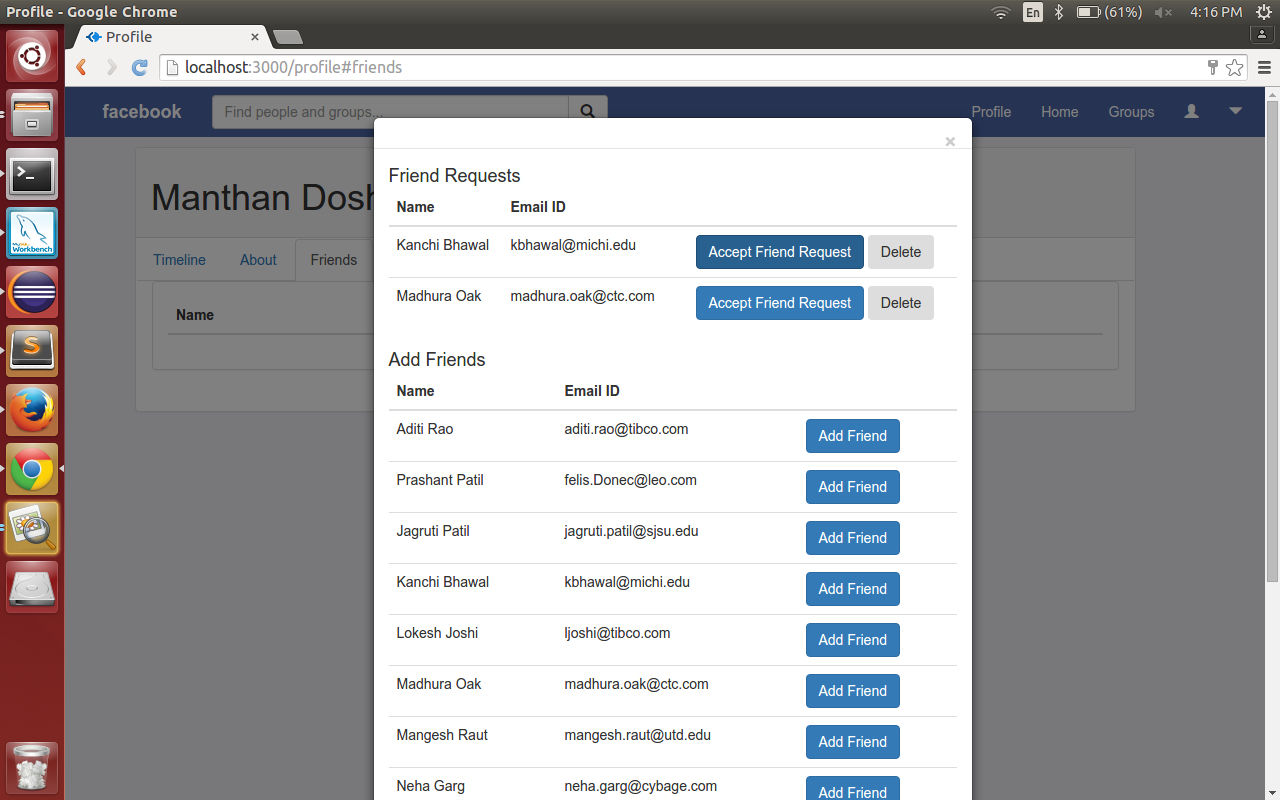 Profile - Google Chrome
En
(61%)
4:16 PM
Profile
localhost:3000/profile#friends
facebook
Find people and groups...
Profile Home Groups
Manthan Dosh
Timeline About Friends
Name
×
Friend Requests
Name Email ID
Kanchi Bhawal kbhawal@michi.edu Accept Friend Request Delete
Madhura Oak madhura.oak@ctc.com Accept Friend Request Delete
Add Friends
Name Email ID
Aditi Rao aditi.rao@tibco.com Add Friend
Prashant Patil felis.Donec@leo.com Add Friend
Jagruti Patil jagruti.patil@sjsu.edu Add Friend
Kanchi Bhawal kbhawal@michi.edu Add Friend
Lokesh Joshi ljoshi@tibco.com Add Friend
Madhura Oak madhura.oak@ctc.com Add Friend
Mangesh Raut mangesh.raut@utd.edu Add Friend
Neha Garg neha.garg@cybage.com Add Friend
Workbench